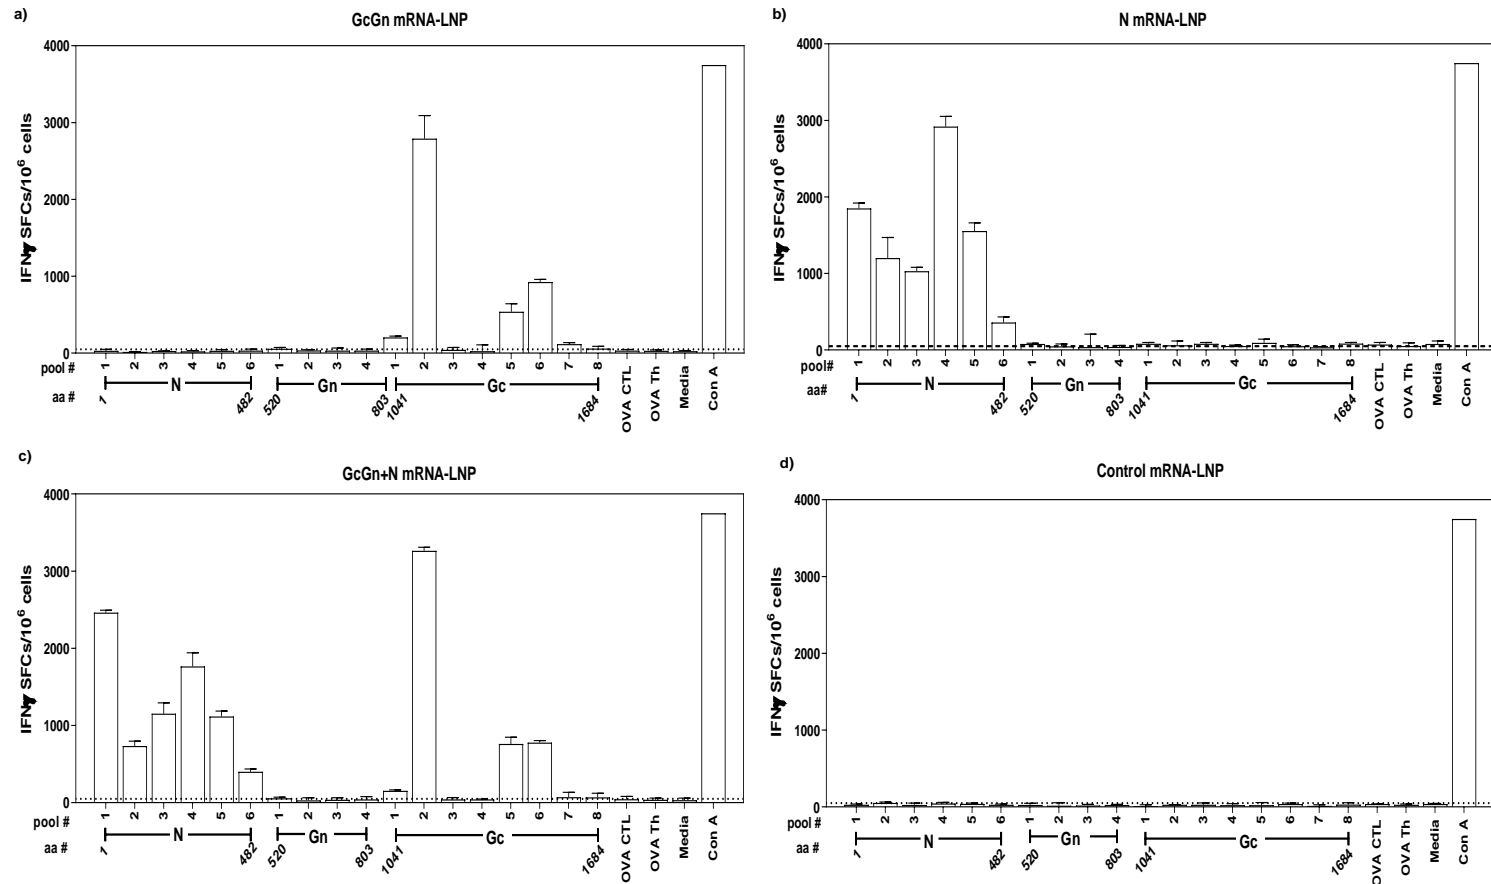 a)
GcGn mRNA-LNP
IFNγ SFCs/10⁶ cells
4000
3000
2000
1000
0
pool # 1 2 3 4 5 6 1 2 3 4 1 2 3 4 5 6 7 8 OVA CTL OVA Th Media Con A
N Gn Gc
aa # 1 482 520 803 1041 1684
b)
N mRNA-LNP
IFNγ SFCs/10⁶ cells
4000
3000
2000
1000
0
pool# 1 2 3 4 5 6 1 2 3 4 1 2 3 4 5 6 7 8 OVA CTL OVA Th Media Con A
N Gn Gc
aa# 1 482 520 803 1041 1684
c)
GcGn+N mRNA-LNP
IFNγ SFCs/10⁶ cells
4000
3000
2000
1000
0
pool # 1 2 3 4 5 6 1 2 3 4 1 2 3 4 5 6 7 8 OVA CTL OVA Th Media Con A
N Gn Gc
aa # 1 482 520 803 1041 1684
d)
Control mRNA-LNP
IFNγ SFCs/10⁶ cells
4000
3000
2000
1000
0
pool # 1 2 3 4 5 6 1 2 3 4 1 2 3 4 5 6 7 8 OVA CTL OVA Th Media Con A
N Gn Gc
aa # 1 482 520 803 1041 1684